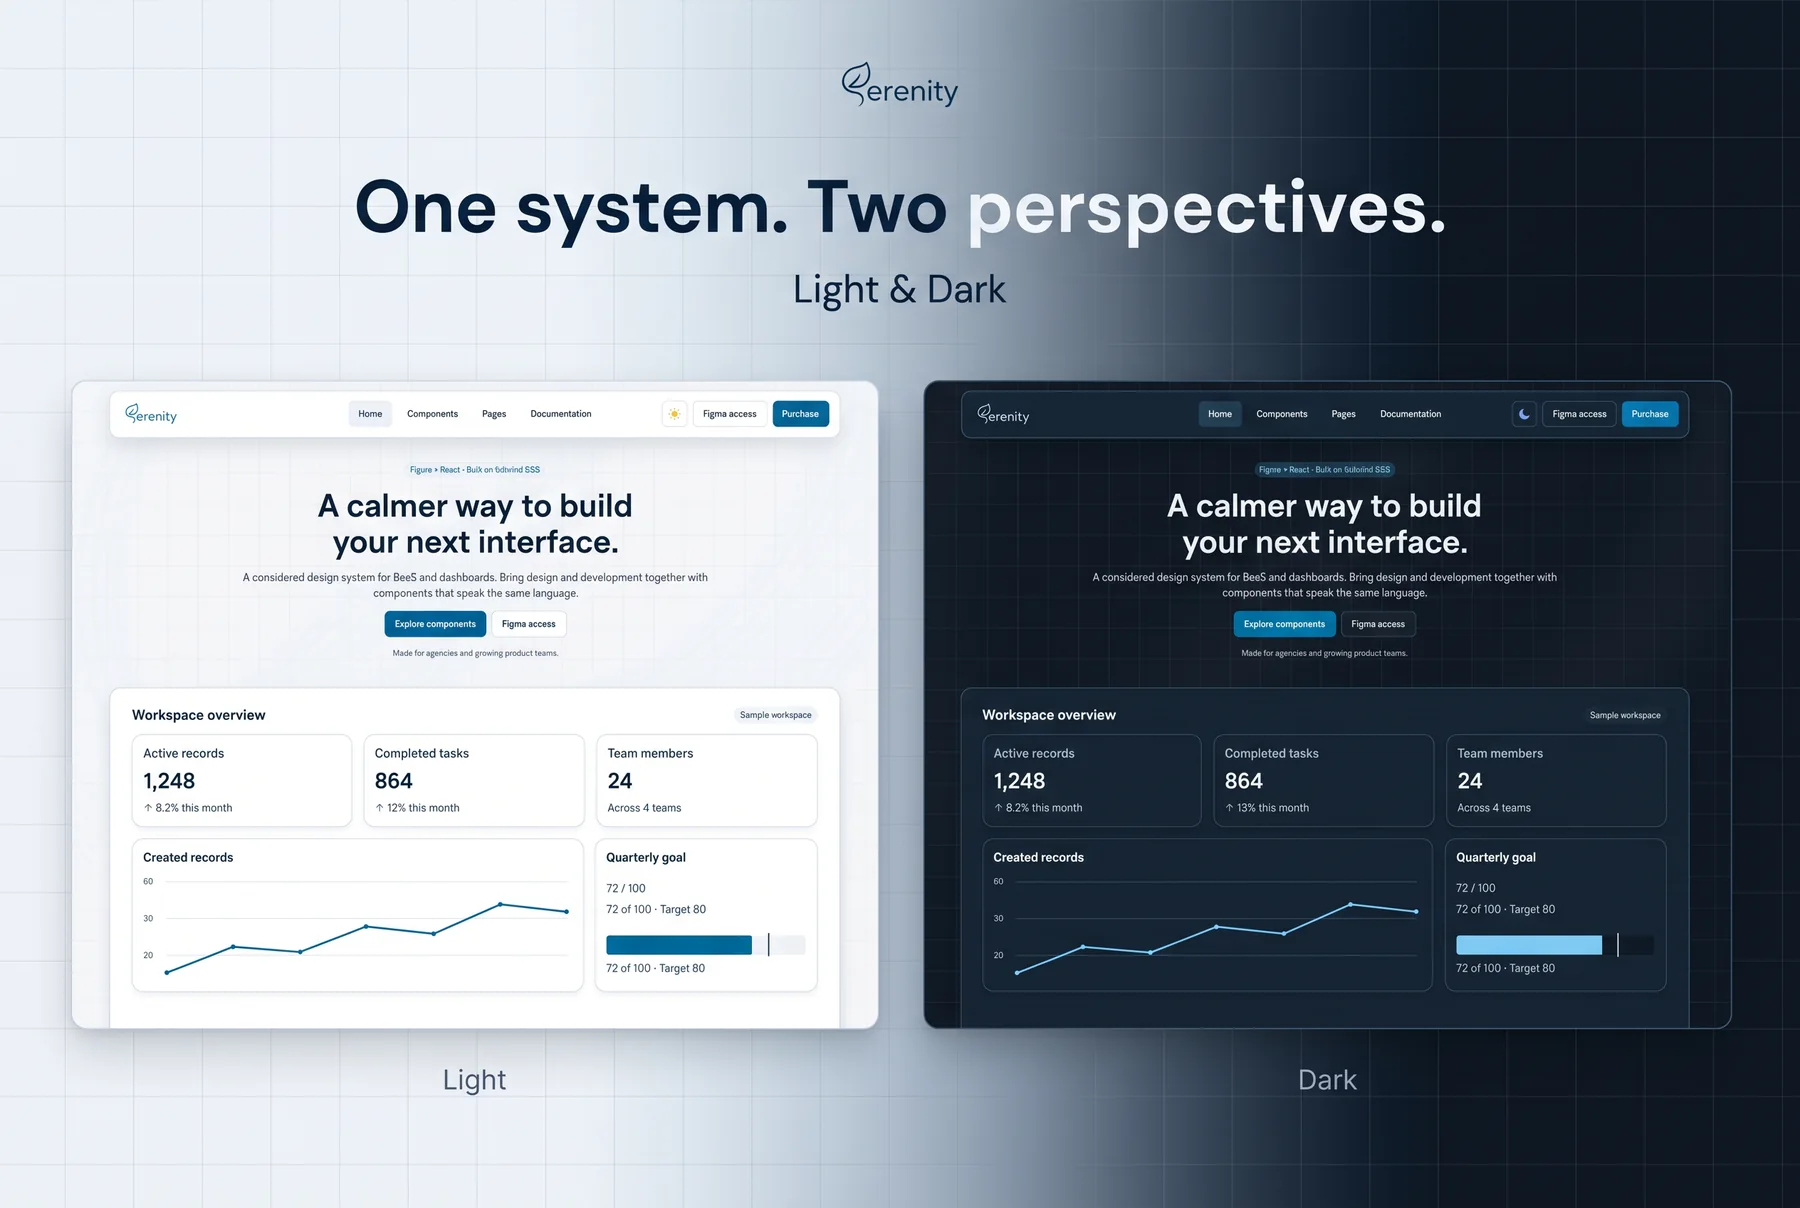 Serenity
One system. Two perspectives.
Light & Dark
Serenity
Home Components Pages Documentation Figma access Purchase
Figure • React • Built on SSS
A calmer way to build
your next interface.
A considered design system for BeeS and dashboards. Bring design and development together with
components that speak the same language.
Explore components Figma access
Made for agencies and growing product teams.
Workspace overview Sample workspace
Active records
1,248
↑ 8.2% this month
Completed tasks
864
↑ 12% this month
Team members
24
Across 4 teams
Created records
60
30
20
Quarterly goal
72 / 100
72 of 100 · Target 80
72 of 100 · Target 80
Light
Serenity
Home Components Pages Documentation Figma access Purchase
React • on SSS
A calmer way to build
your next interface.
A considered design system for BeeS and dashboards. Bring design and development together with
components that speak the same language.
Explore components Figma access
Made for agencies and growing product teams.
Workspace overview Sample workspace
Active records
1,248
↑ 8.2% this month
Completed tasks
864
↑ 13% this month
Team members
24
Across 4 teams
Created records
60
30
20
Quarterly goal
72 / 100
72 of 100 · Target 80
72 of 100 · Target 80
Dark